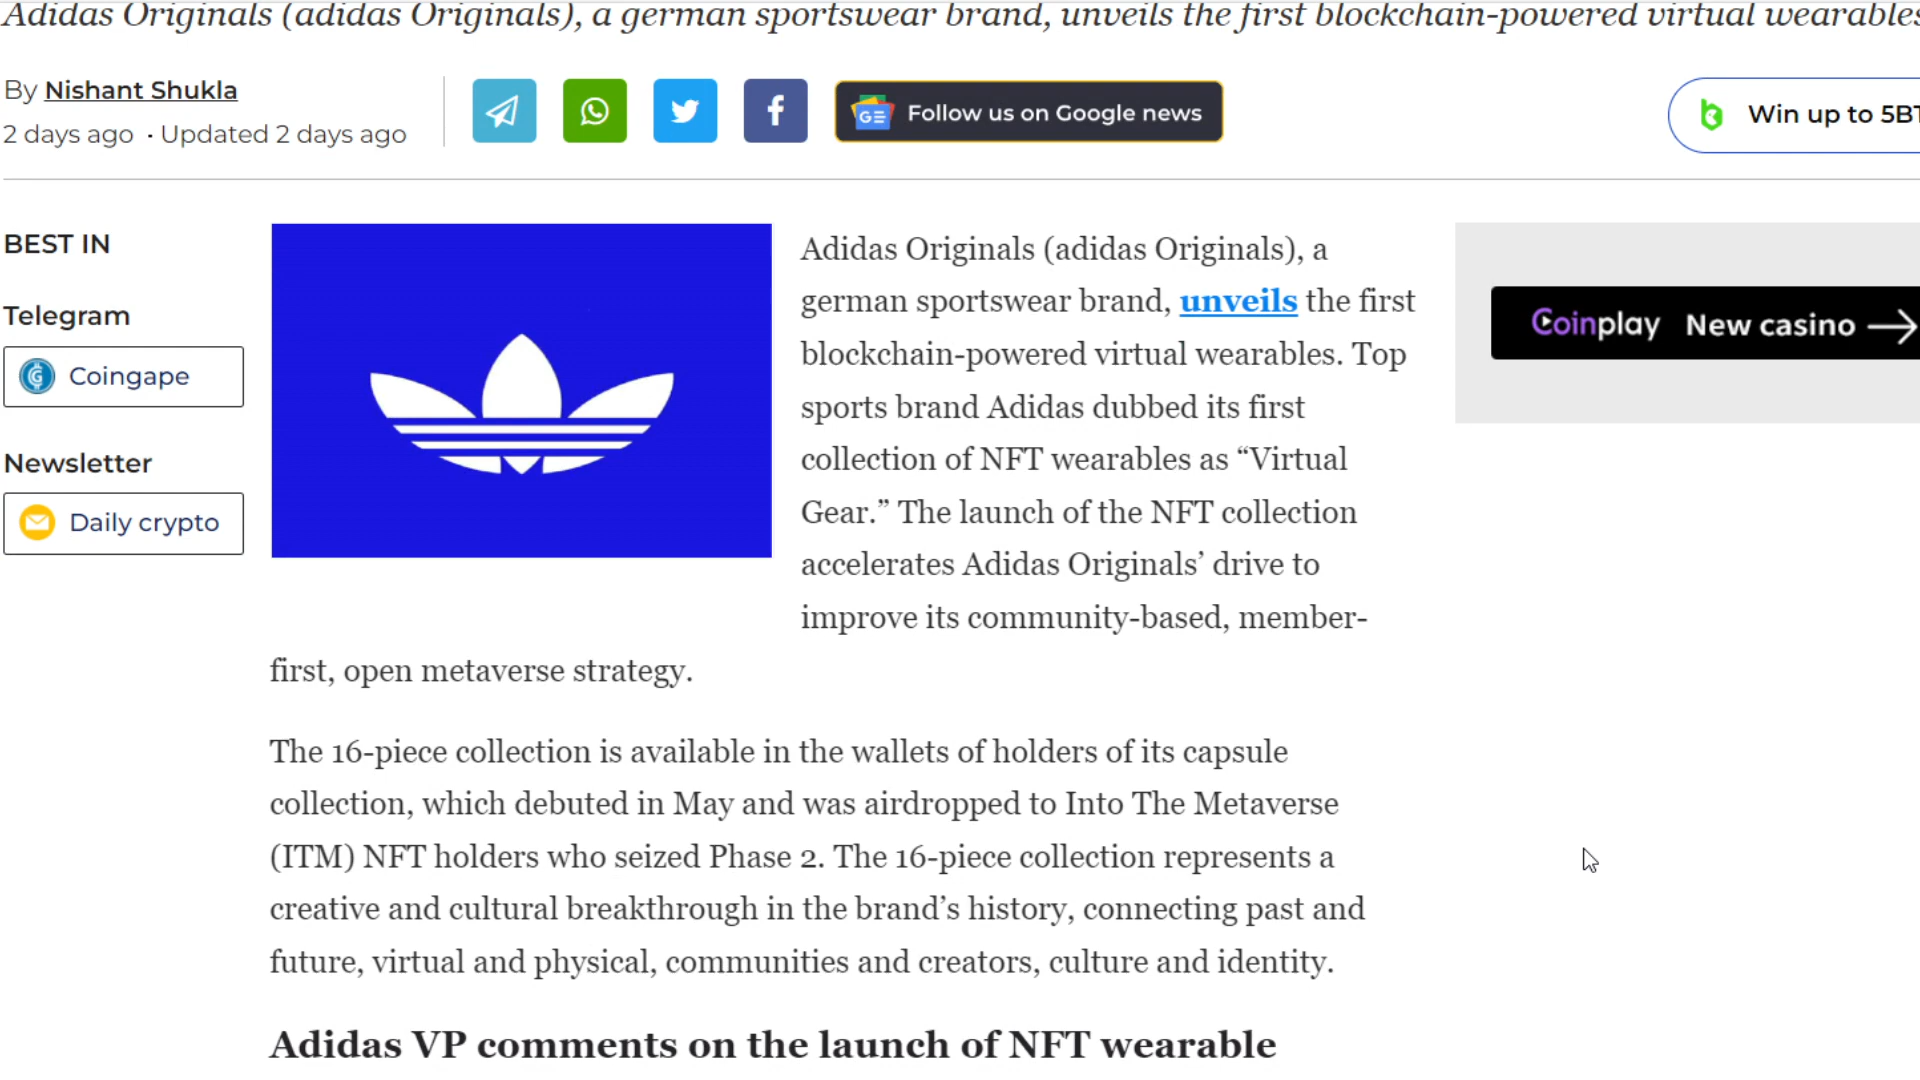 Adidas Originals (adidas Originals), a german sportswear brand, unveils the first blockchain-powered virtual wearables
By Nishant Shukla
2 days ago · Updated 2 days ago
Follow us on Google news
Win up to 5BT
BEST IN
Telegram
Coingape
Newsletter
Daily crypto
Adidas Originals (adidas Originals), a
german sportswear brand, unveils the first
blockchain-powered virtual wearables. Top
sports brand Adidas dubbed its first
collection of NFT wearables as “Virtual
Gear.” The launch of the NFT collection
accelerates Adidas Originals’ drive to
improve its community-based, member-
first, open metaverse strategy.
Coinplay New casino
The 16-piece collection is available in the wallets of holders of its capsule
collection, which debuted in May and was airdropped to Into The Metaverse
(ITM) NFT holders who seized Phase 2. The 16-piece collection represents a
creative and cultural breakthrough in the brand’s history, connecting past and
future, virtual and physical, communities and creators, culture and identity.
Adidas VP comments on the launch of NFT wearable